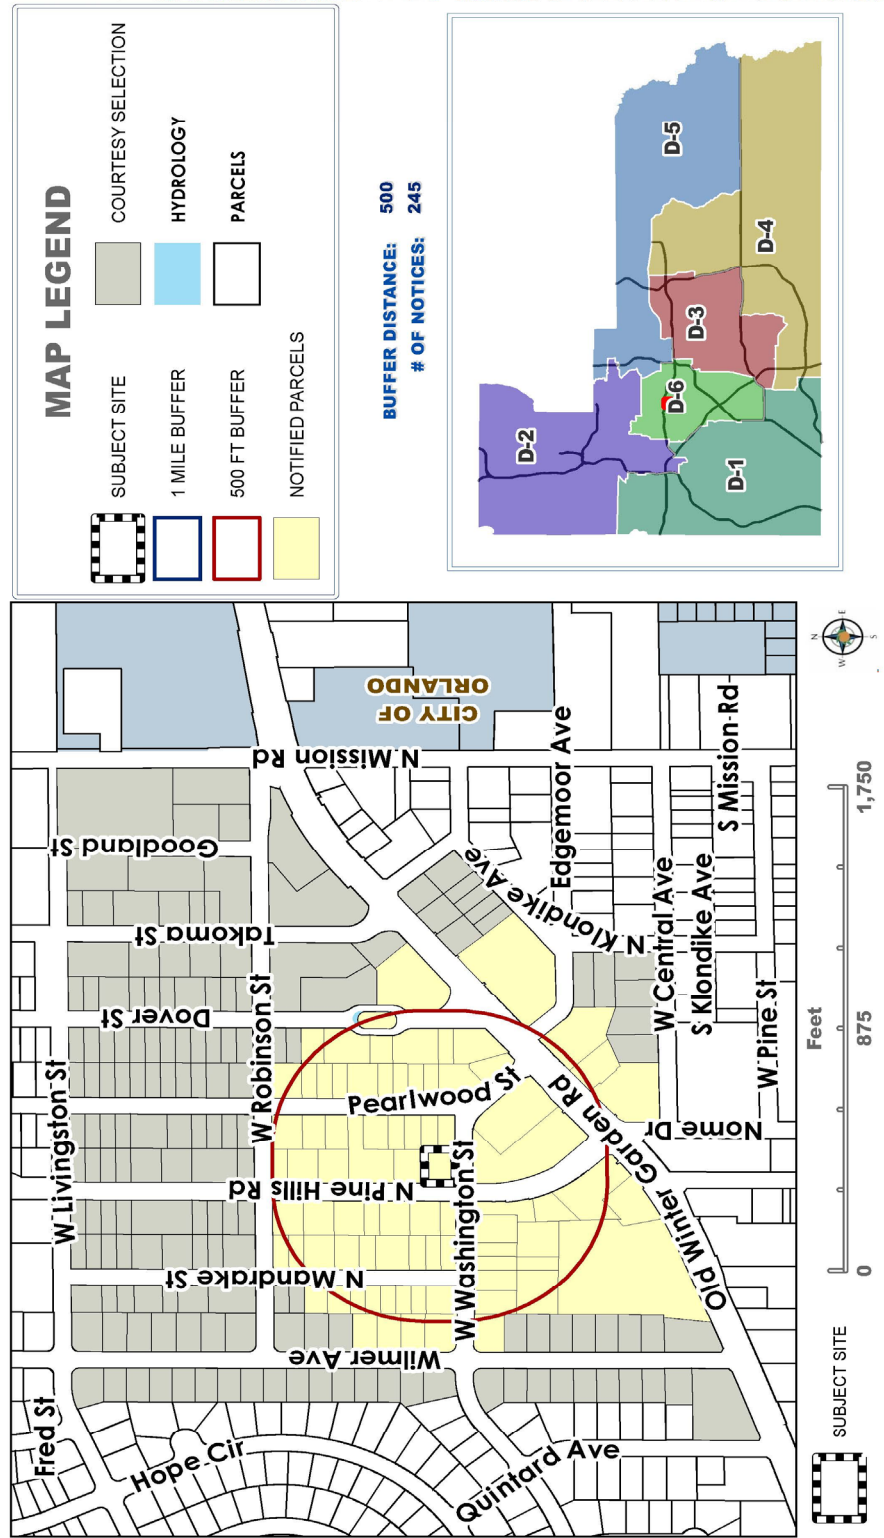 MAP LEGEND
SUBJECT SITE
1 MILE BUFFER
500 FT BUFFER
NOTIFIED PARCELS
COURTESY SELECTION
HYDROLOGY
PARCELS
BUFFER DISTANCE: 500
# OF NOTICES: 245
D-2
D-5
D-6
D-3
D-4
D-1
Fred St
W Livingston St
Hope Cir
Wilmer Ave
N Mandrake St
N Pine Hills Rd
W Robinson St
Dover St
Takoma St
Goodland St
N Mission Rd
CITY OF
ORLANDO
Pearlwood St
W Washington St
Quintard Ave
Old Winter Garden Rd
N Klondike Ave
Edgemoor Ave
Nome Dr
W Central Ave
S Klondike Ave
S Mission Rd
W Pine St
SUBJECT SITE
Feet
0
875
1,750
N
W
E
S